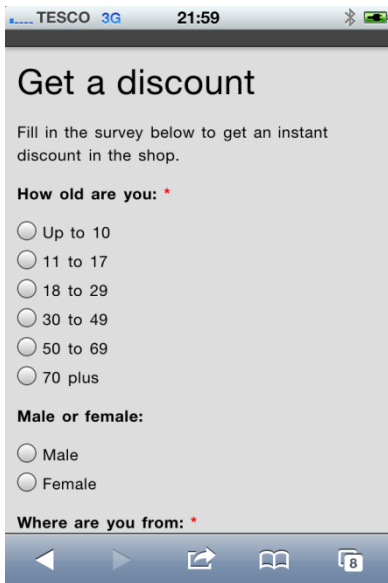 TESCO 3G 21:59
Get a discount
Fill in the survey below to get an instant
discount in the shop.
How old are you: *
Up to 10
11 to 17
18 to 29
30 to 49
50 to 69
70 plus
Male or female:
Male
Female
Where are you from: *
8